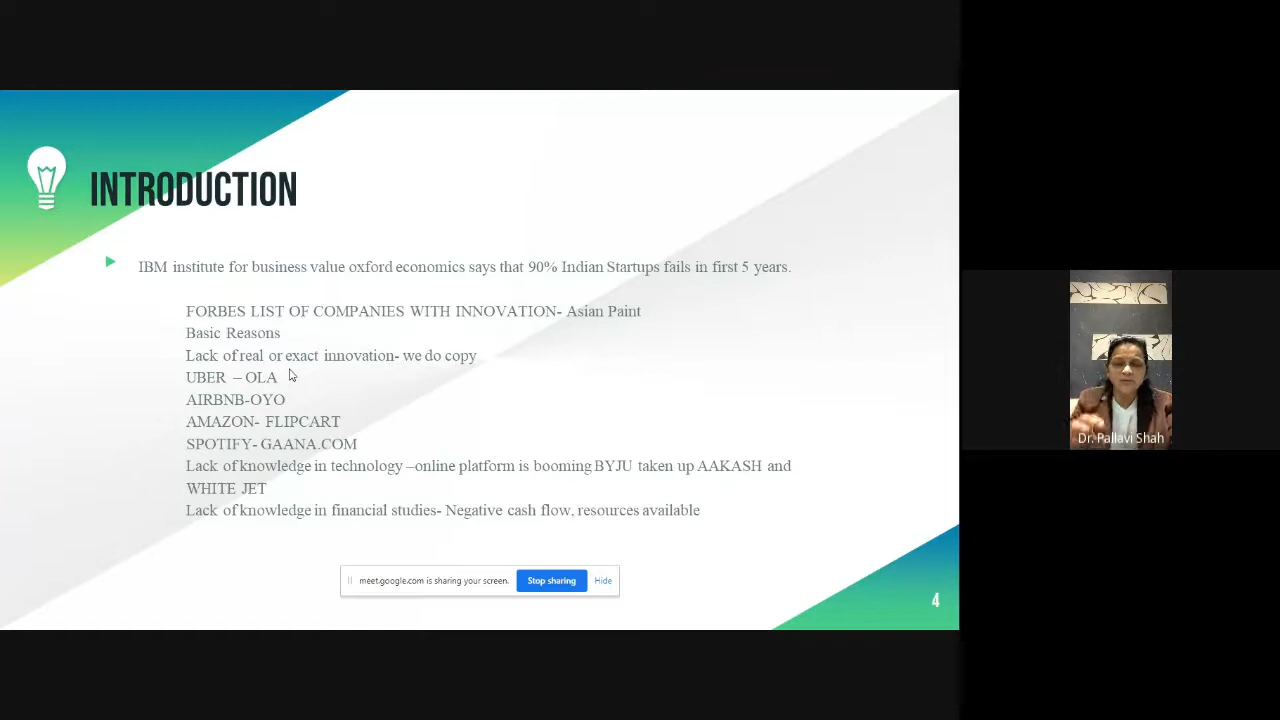 INTRODUCTION
IBM institute for business value oxford economics says that 90% Indian Startups fails in first 5 years.
FORBES LIST OF COMPANIES WITH INNOVATION- Asian Paint
Basic Reasons
Lack of real or exact innovation- we do copy
UBER – OLA
AIRBNB-OYO
AMAZON- FLIPCART
SPOTIFY- GAANA.COM
Lack of knowledge in technology –online platform is booming BYJU taken up AAKASH and
WHITE JET
Lack of knowledge in financial studies- Negative cash flow, resources available
meet.google.com is sharing your screen. Stop sharing Hide
4
Dr. Pallavi Shah